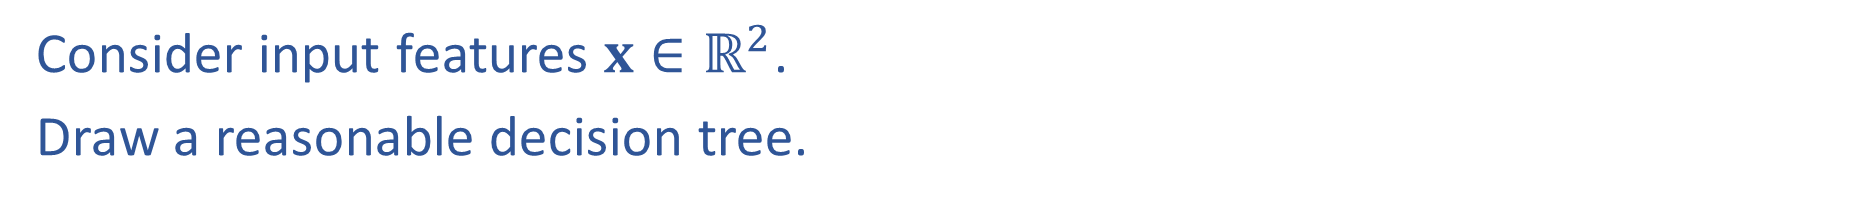 Consider input features 𝐱 ∈ ℝ².
Draw a reasonable decision tree.